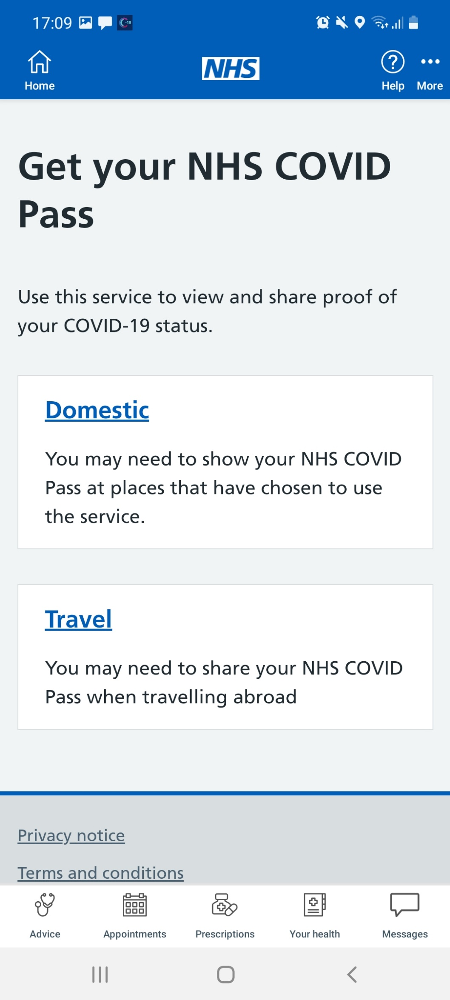 17:09
C-19
Home
NHS
Help
More
Get your NHS COVID
Pass
Use this service to view and share proof of
your COVID-19 status.
Domestic
You may need to show your NHS COVID
Pass at places that have chosen to use
the service.
Travel
You may need to share your NHS COVID
Pass when travelling abroad
Privacy notice
Terms and conditions
Advice
Appointments
Prescriptions
Your health
Messages